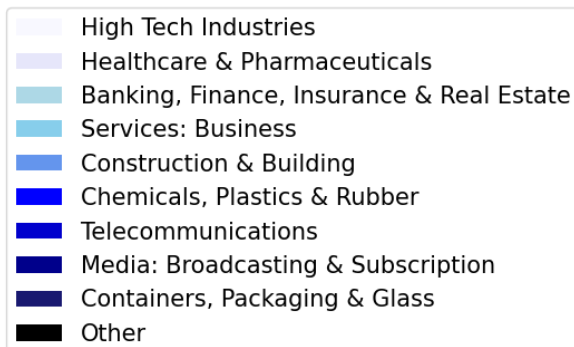 High Tech Industries
Healthcare & Pharmaceuticals
Banking, Finance, Insurance & Real Estate
Services: Business
Construction & Building
Chemicals, Plastics & Rubber
Telecommunications
Media: Broadcasting & Subscription
Containers, Packaging & Glass
Other